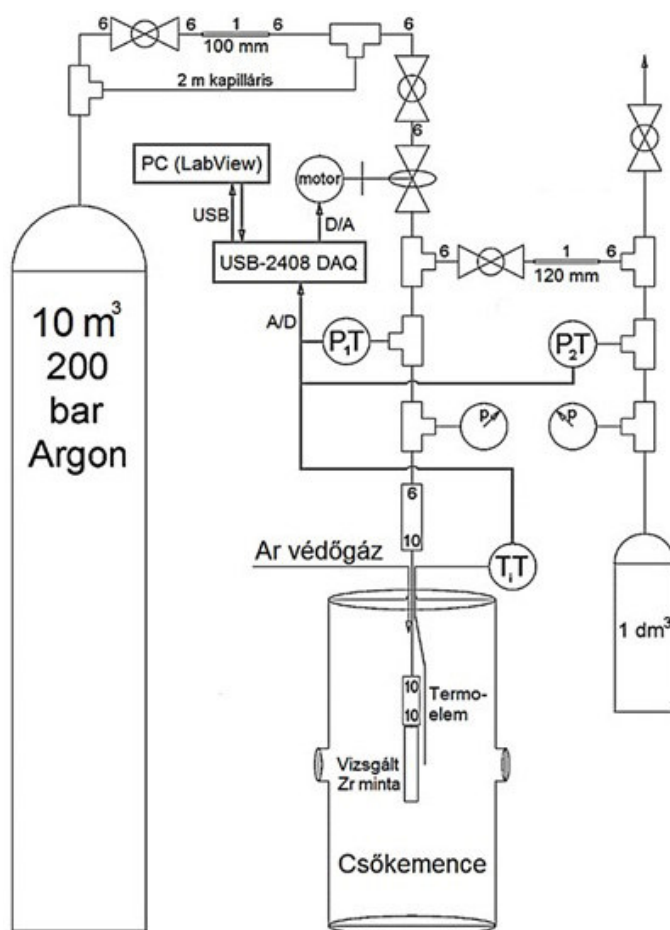 6
6
1
6
6
100 mm
2 m kapilláris
6
PC (LabView)
motor
USB
D/A
USB-2408 DAQ
6
1
6
120 mm
10 m³
200
bar
Argon
A/D
P₁T
P₂T
p
p
6
10
Ar védőgáz
TᵢT
1 dm³
10
10
Termo-
elem
Vizsgált
Zr minta
Csőkemence